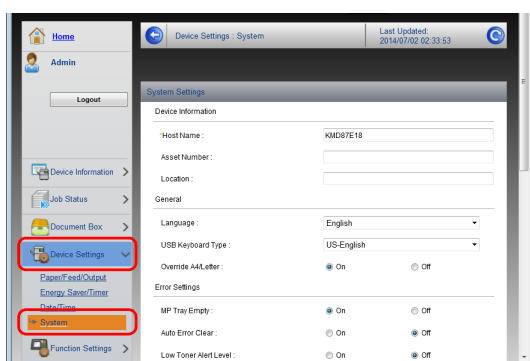 Home
Admin
Logout
Device Information
Job Status
Document Box
Device Settings
Paper/Feed/Output
Energy Saver/Timer
Date/Time
System
Function Settings
Device Settings : System
Last Updated:
2014/07/02 02:33:53
System Settings
Device Information
*Host Name : KMD87E18
Asset Number :
Location :
General
Language : English
USB Keyboard Type : US-English
Override A4/Letter : On Off
Error Settings
MP Tray Empty : On Off
Auto Error Clear : On Off
Low Toner Alert Level : On Off